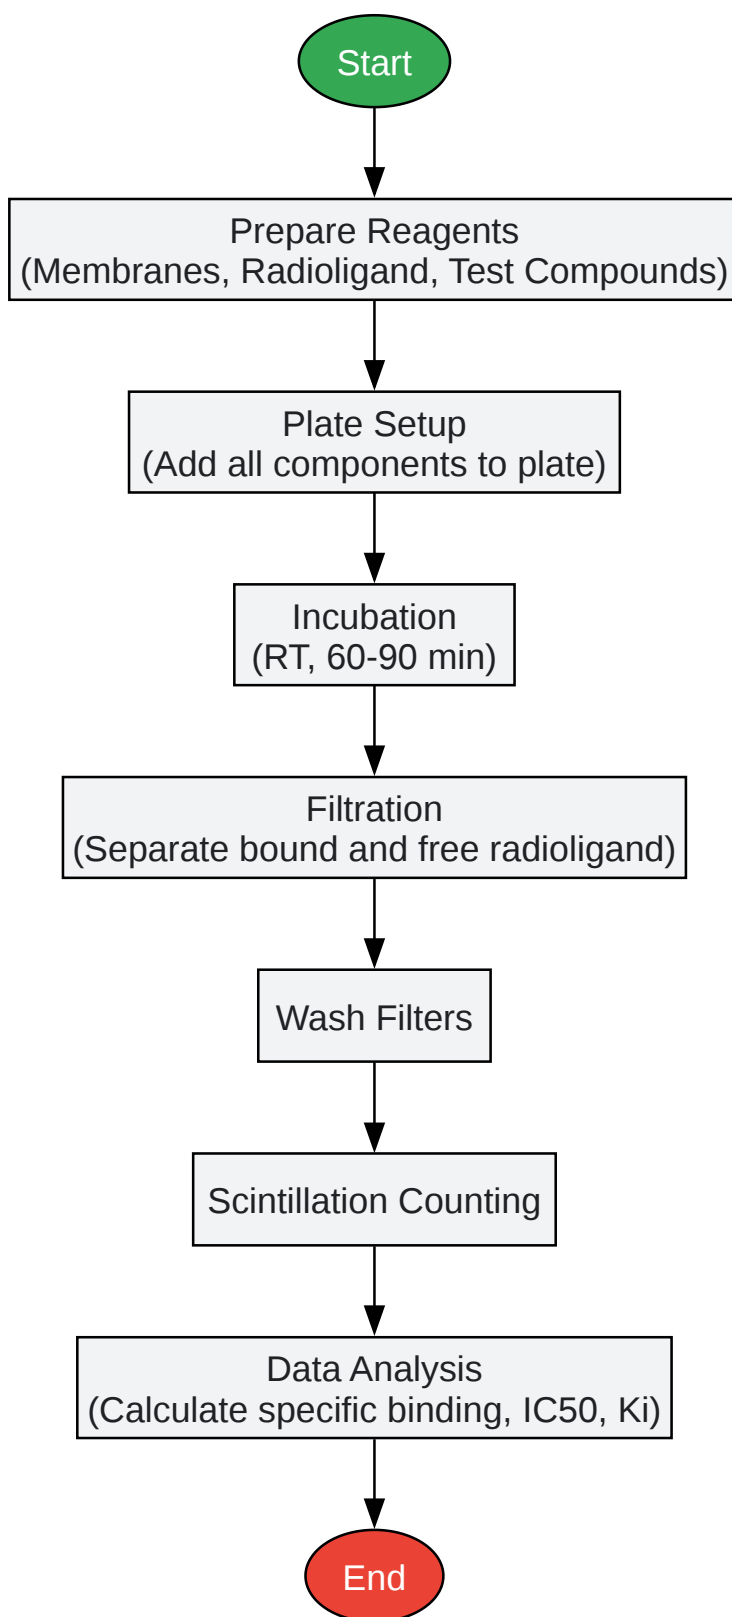 Start
Prepare Reagents
(Membranes, Radioligand, Test Compounds)
Plate Setup
(Add all components to plate)
Incubation
(RT, 60-90 min)
Filtration
(Separate bound and free radioligand)
Wash Filters
Scintillation Counting
Data Analysis
(Calculate specific binding, IC50, Ki)
End